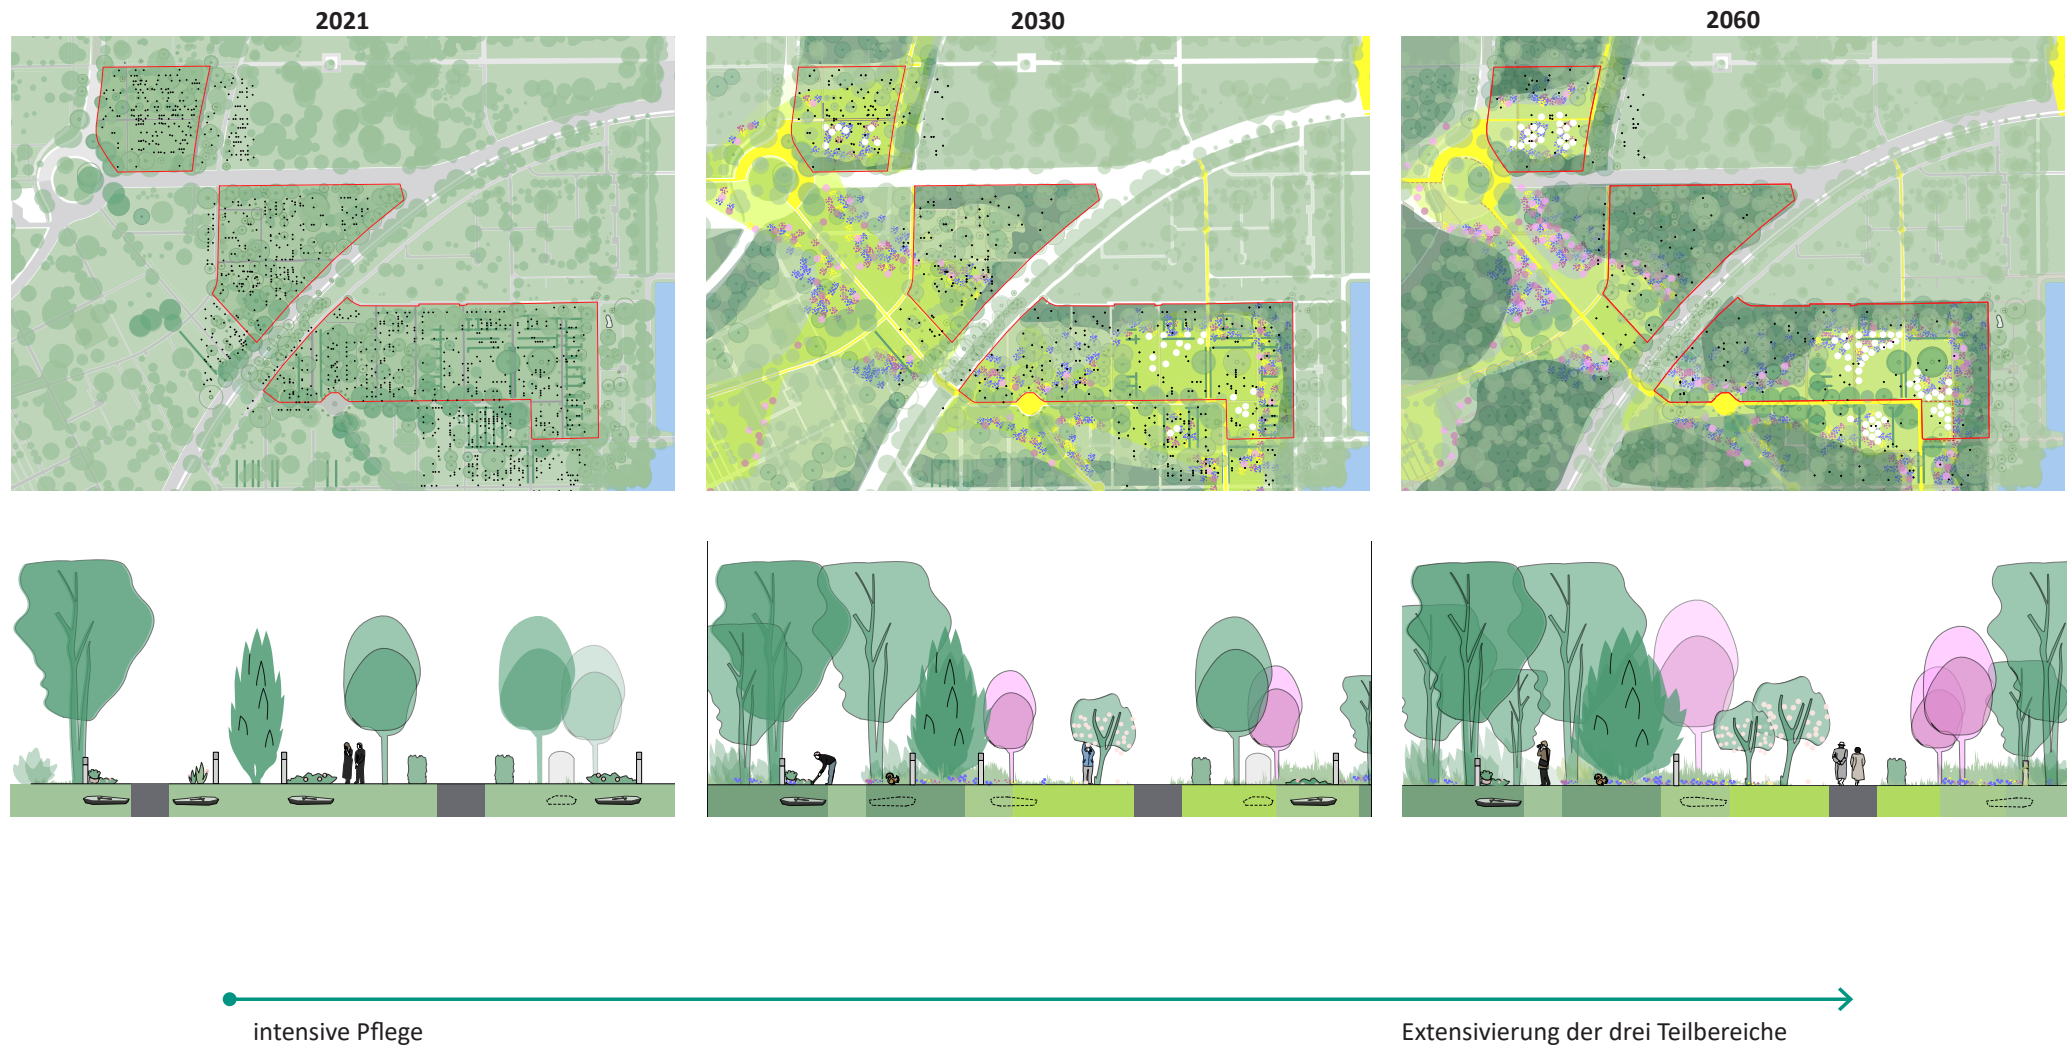 2021
2030
2060
intensive Pflege
Extensivierung der drei Teilbereiche